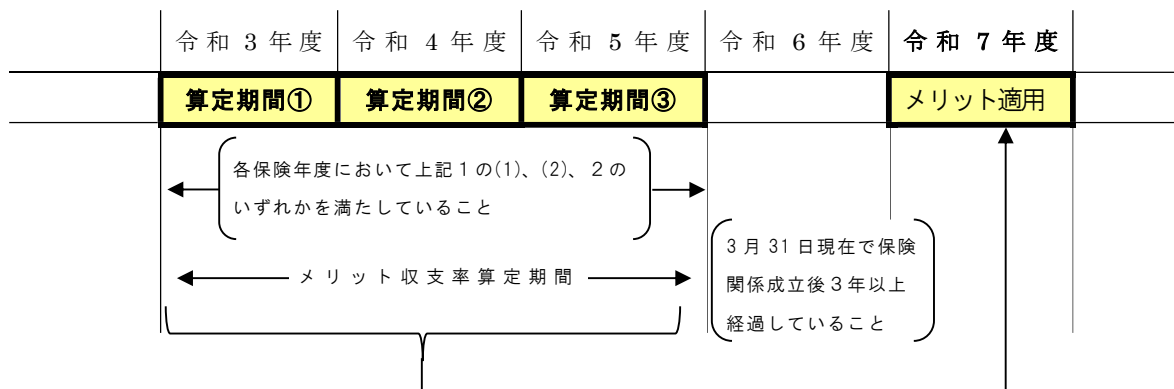 令和3年度 令和4年度 令和5年度 令和6年度 令和7年度
算定期間① 算定期間② 算定期間③ メリット適用
各保険年度において上記1の(1)、(2)、2の
いずれかを満たしていること
3月31日現在で保険
関係成立後3年以上
経過していること
メリット収支率算定期間